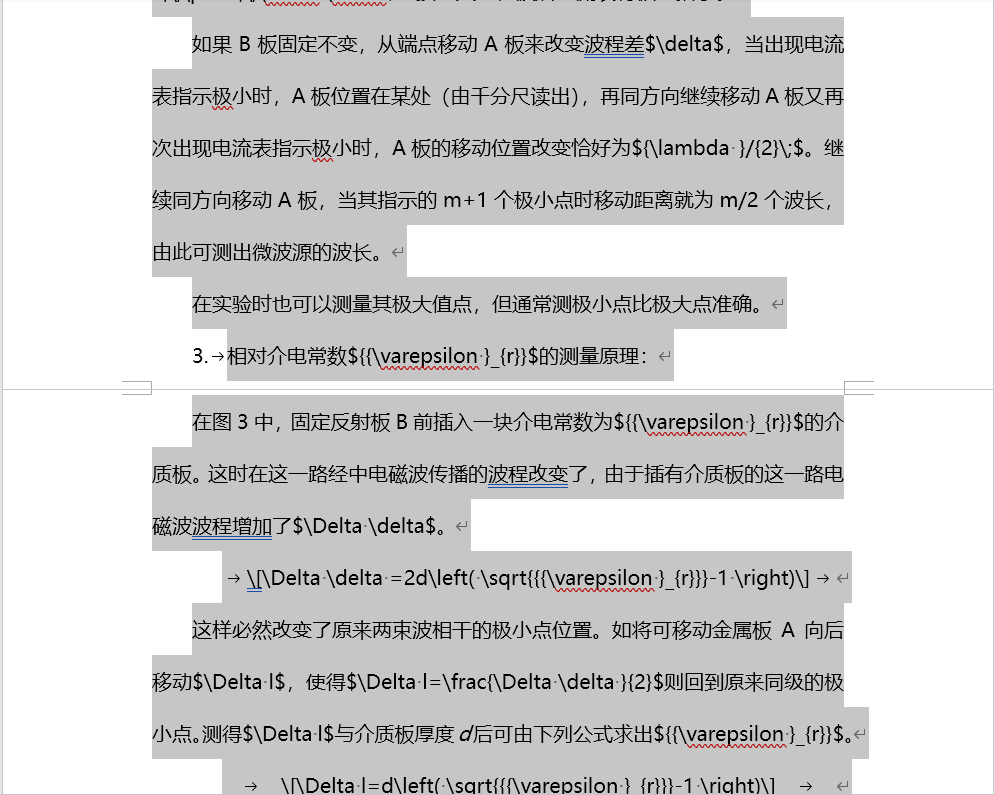 如果 B 板固定不变，从端点移动 A 板来改变波程差$\delta$，当出现电流
表指示极小时，A 板位置在某处（由千分尺读出），再同方向继续移动 A 板又再
次出现电流表指示极小时，A 板的移动位置改变恰好为${\lambda }/{2}\;$。继
续同方向移动 A 板，当其指示的 m+1 个极小点时移动距离就为 m/2 个波长，
由此可测出微波源的波长。
在实验时也可以测量其极大值点，但通常测极小点比极大点准确。
3. 相对介电常数${{\varepsilon }_{r}}$的测量原理：
在图 3 中，固定反射板 B 前插入一块介电常数为${{\varepsilon }_{r}}$的介
质板。这时在这一路经中电磁波传播的波程改变了，由于插有介质板的这一路电
磁波波程增加了$\Delta \delta$。
\[\Delta \delta =2d\left( \sqrt{{{\varepsilon }_{r}}}-1 \right)\]
这样必然改变了原来两束波相干的极小点位置。如将可移动金属板 A 向后
移动$\Delta l$，使得$\Delta l=\frac{\Delta \delta }{2}$则回到原来同级的极
小点。测得$\Delta l$与介质板厚度 d 后可由下列公式求出${{\varepsilon }_{r}}$。
\[\Delta l=d\left( \sqrt{{{\varepsilon }_{r}}}-1 \right)\]